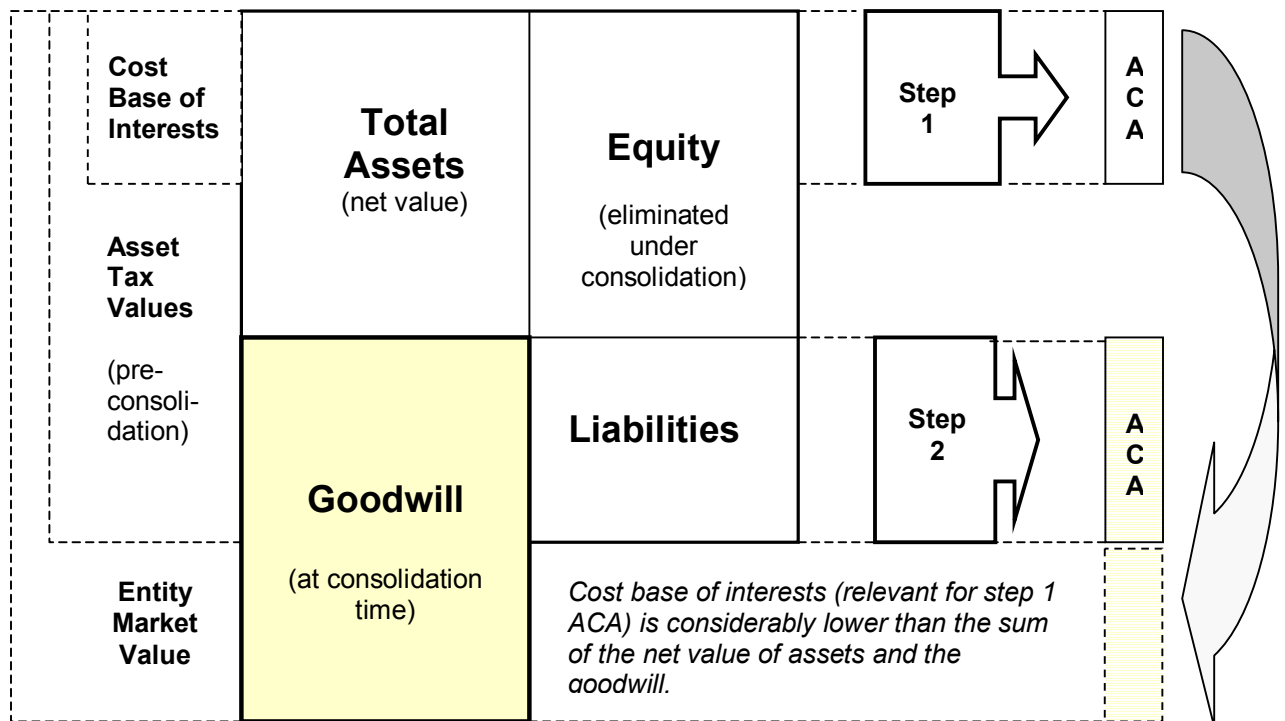 Cost
Base of
Interests
Total
Assets
(net value)
Equity
(eliminated
under
consolidation)
Step
1
A
C
A
Asset
Tax
Values
(pre-
consoli-
dation)
Goodwill
(at consolidation
time)
Liabilities
Step
2
A
C
A
Entity
Market
Value
Cost base of interests (relevant for step 1
ACA) is considerably lower than the sum
of the net value of assets and the
goodwill.